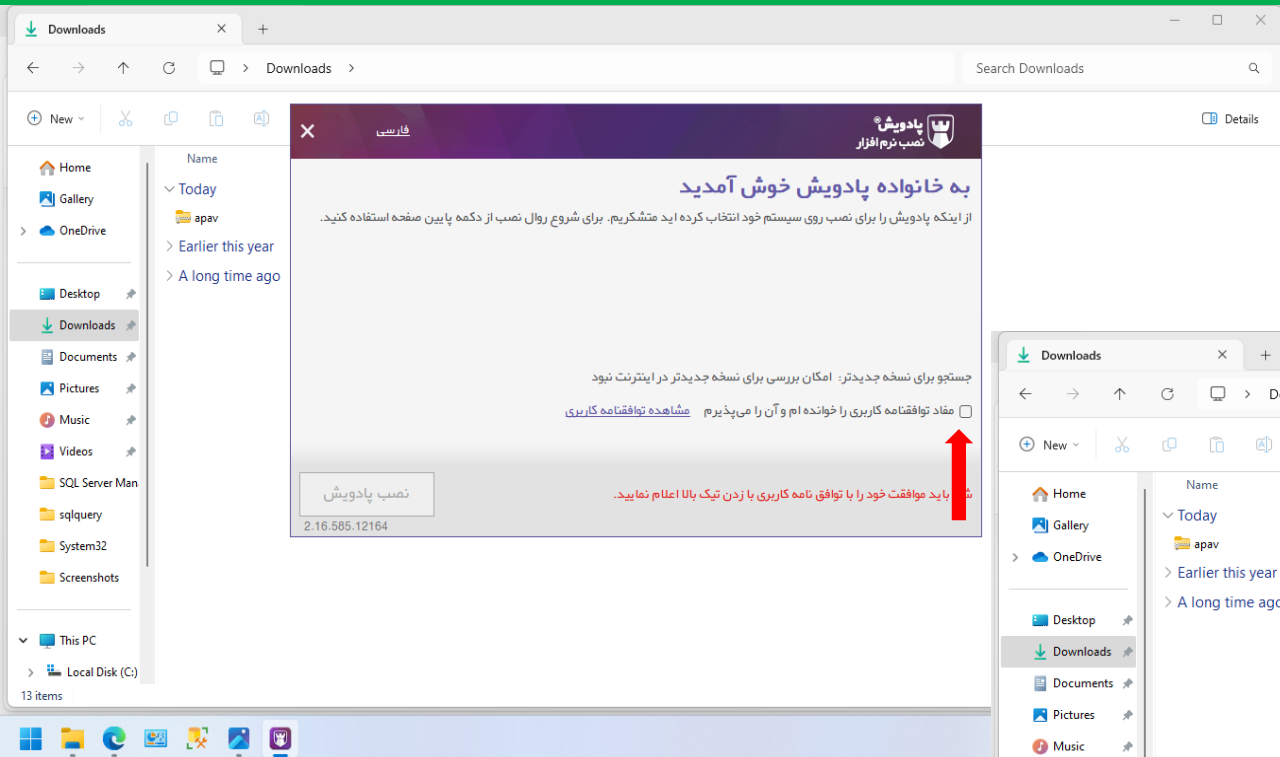 Downloads
Downloads
Search Downloads
New
Details
Home
Gallery
OneDrive
Desktop
Downloads
Documents
Pictures
Music
Videos
SQL Server Man
sqlquery
System32
Screenshots
This PC
Local Disk (C:)
13 items
Name
Today
apav
Earlier this year
A long time ago
فارسی
پادویش®
نصب نرم افزار
به خانواده پادویش خوش آمدید
از اینکه پادویش را برای نصب روی سیستم خود انتخاب کرده اید متشکریم. برای شروع روال نصب از دکمه پایین صفحه استفاده کنید.
جستجو برای نسخه جدیدتر: امکان بررسی برای نسخه جدیدتر در اینترنت نبود
مفاد توافقنامه کاربری را خوانده ام و آن را می‌پذیرم مشاهده توافقنامه کاربری
باید موافقت خود را با توافق نامه کاربری با زدن تیک بالا اعلام نمایید.
نصب پادویش
2.16.585.12164
Downloads
New
Home
Gallery
OneDrive
Desktop
Downloads
Documents
Pictures
Music
Name
Today
apav
Earlier this year
A long time ago